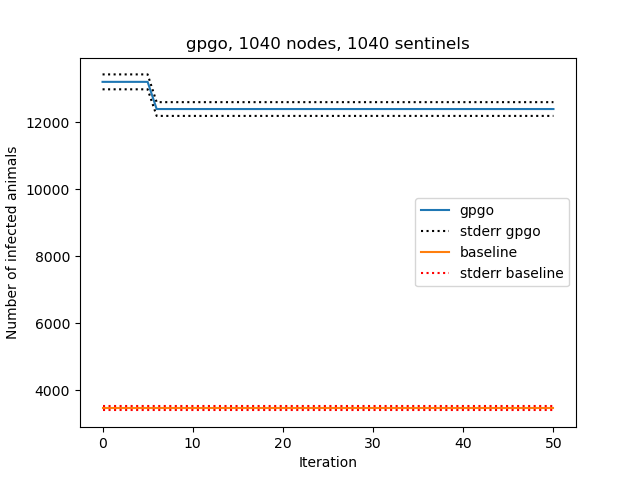 gpgo, 1040 nodes, 1040 sentinels
Number of infected animals
12000
10000
8000
6000
4000
gpgo
stderr gpgo
baseline
stderr baseline
0 10 20 30 40 50
Iteration